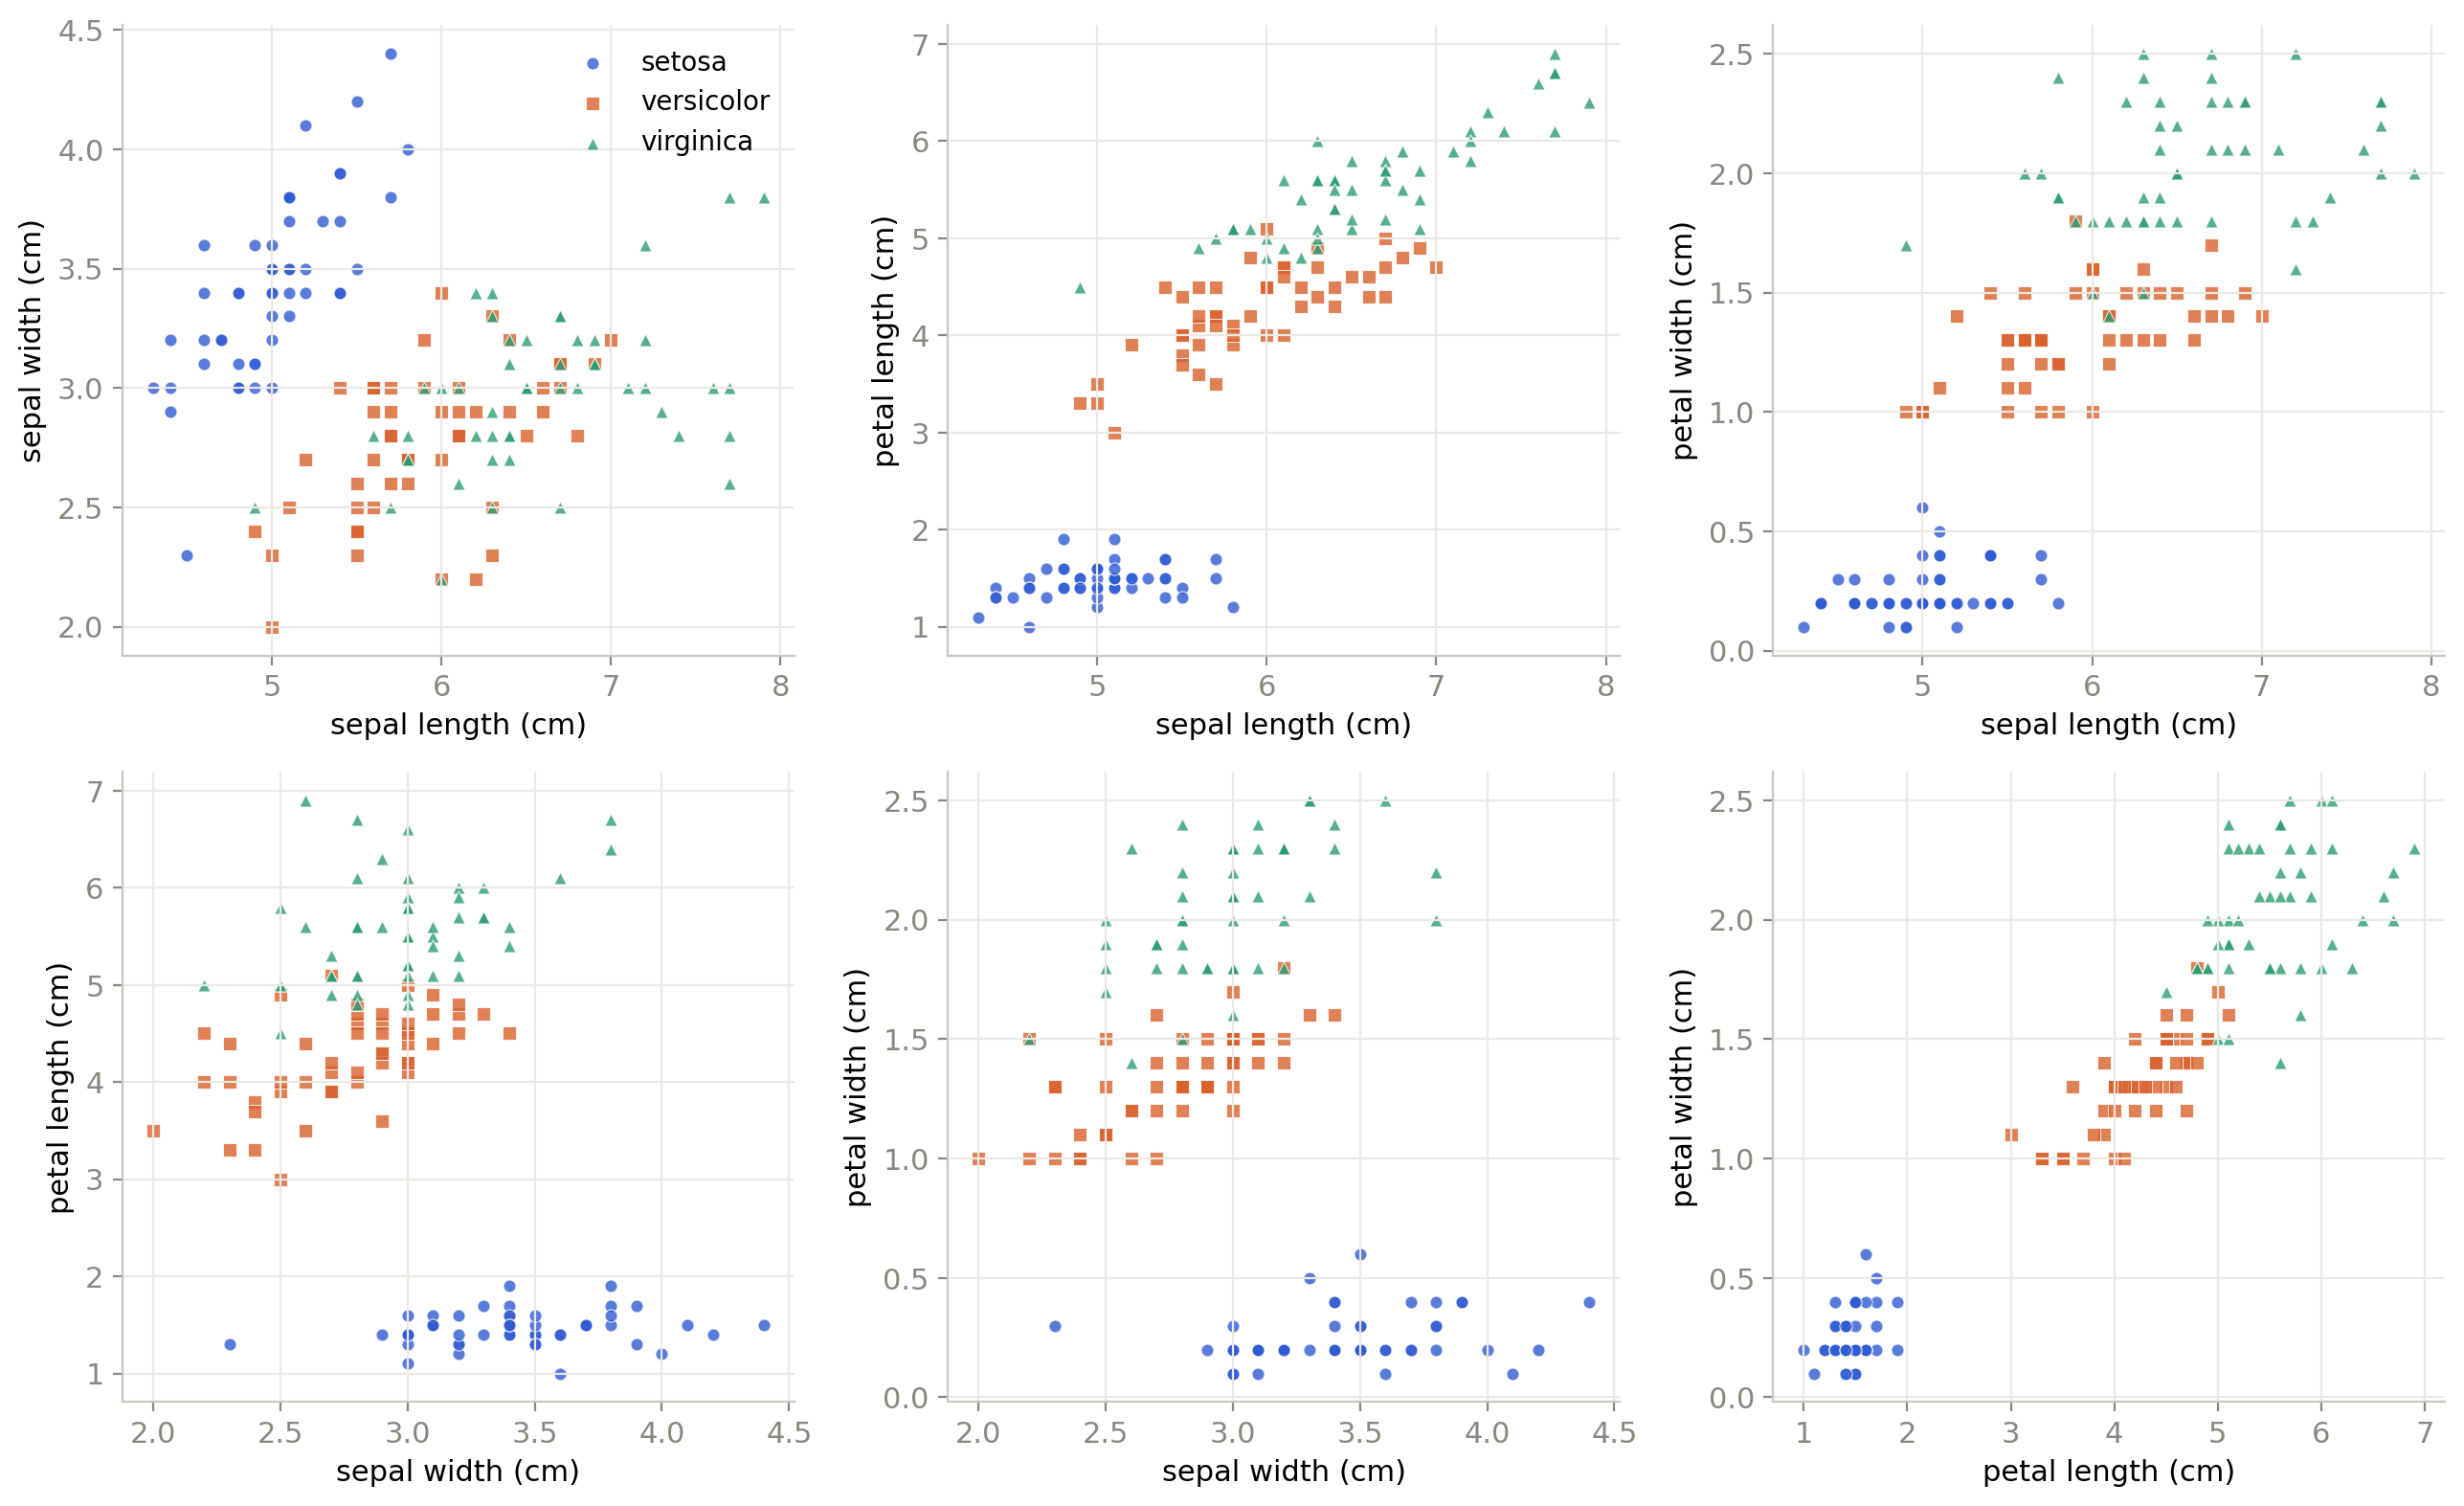 4.5
4.0
3.5
3.0
2.5
2.0
sepal width (cm)
setosa
versicolor
virginica
5 6 7 8
sepal length (cm)
7
6
5
4
3
2
1
petal length (cm)
5 6 7 8
sepal length (cm)
2.5
2.0
1.5
1.0
0.5
0.0
petal width (cm)
5 6 7 8
sepal length (cm)
7
6
5
4
3
2
1
petal length (cm)
2.0 2.5 3.0 3.5 4.0 4.5
sepal width (cm)
2.5
2.0
1.5
1.0
0.5
0.0
petal width (cm)
2.0 2.5 3.0 3.5 4.0 4.5
sepal width (cm)
2.5
2.0
1.5
1.0
0.5
0.0
petal width (cm)
1 2 3 4 5 6 7
petal length (cm)